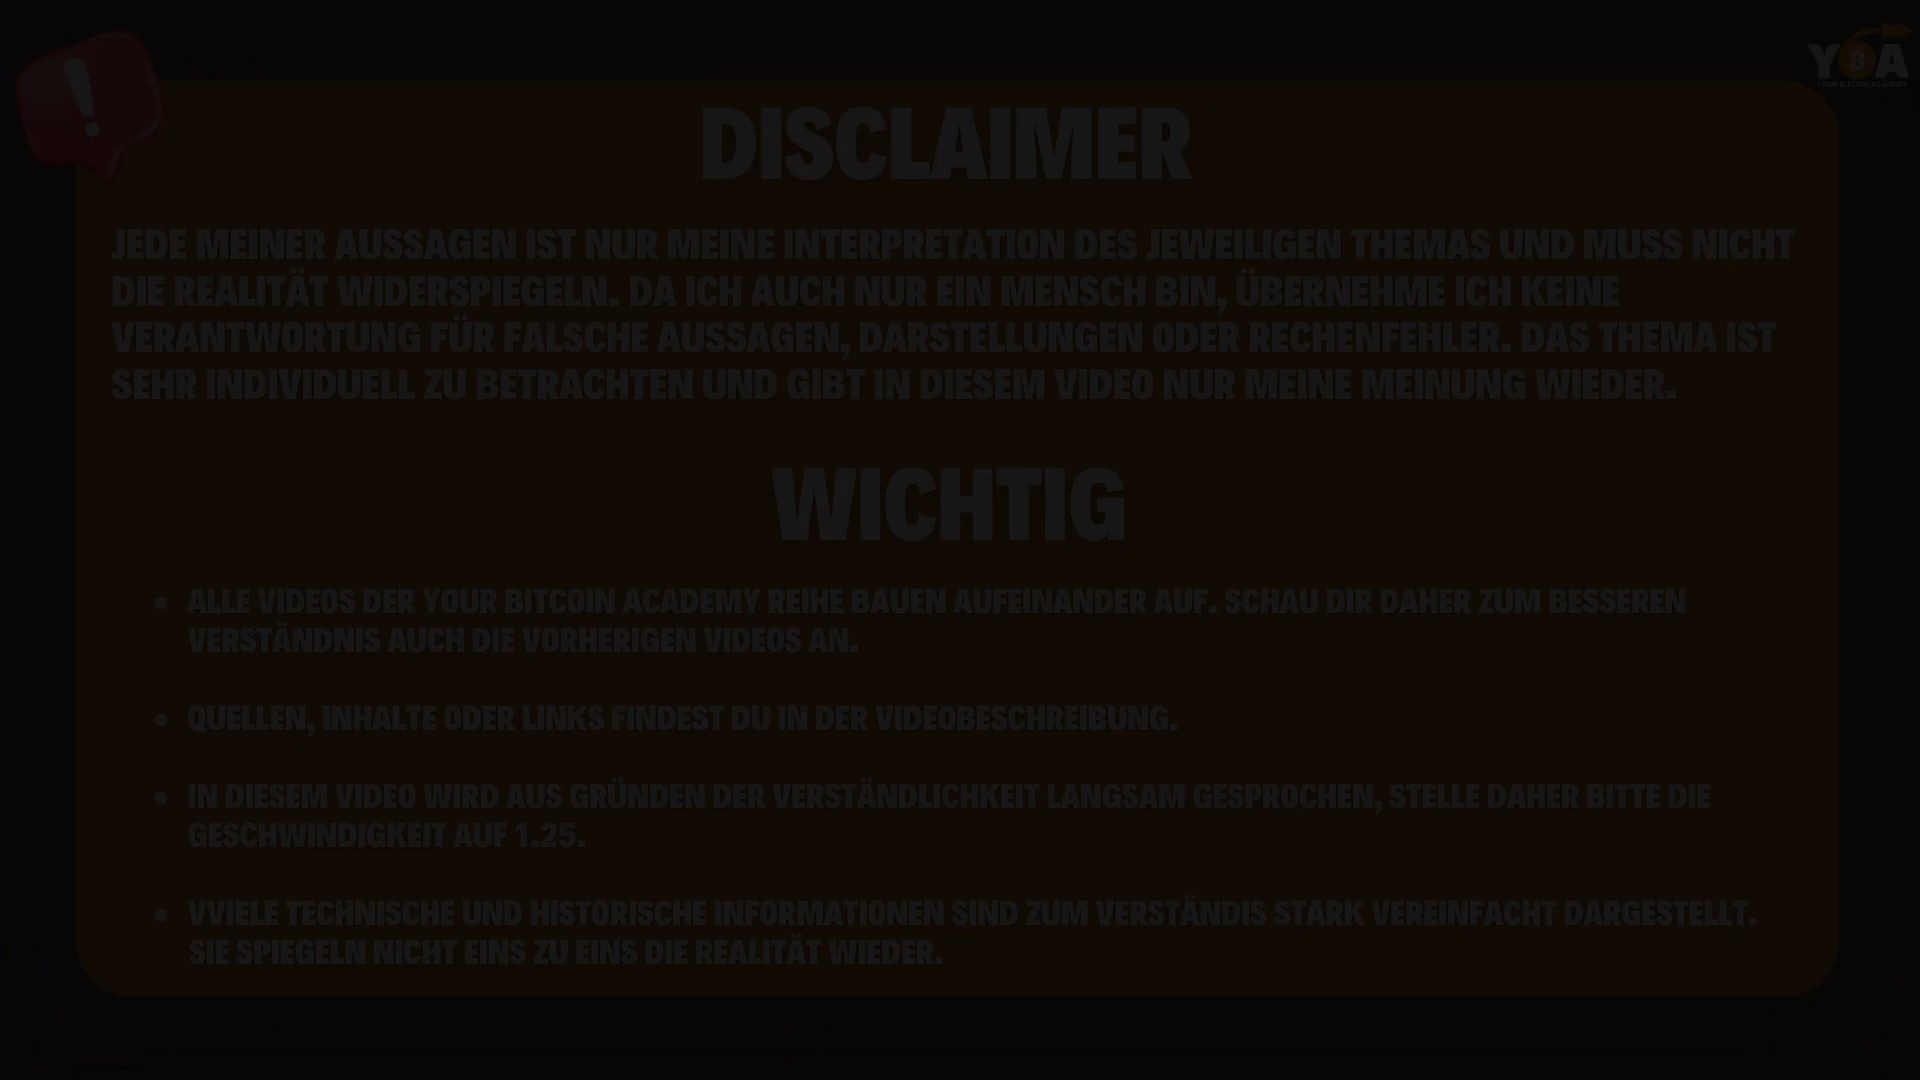 YBA
YOUR BITCOIN ACADEMY
DISCLAIMER
JEDE MEINER AUSSAGEN IST NUR MEINE INTERPRETATION DES JEWEILIGEN THEMAS UND MUSS NICHT
DIE REALITÄT WIDERSPIEGELN. DA ICH AUCH NUR EIN MENSCH BIN, ÜBERNEHME ICH KEINE
VERANTWORTUNG FÜR FALSCHE AUSSAGEN, DARSTELLUNGEN ODER RECHENFEHLER. DAS THEMA IST
SEHR INDIVIDUELL ZU BETRACHTEN UND GIBT IN DIESEM VIDEO NUR MEINE MEINUNG WIEDER.
WICHTIG
• ALLE VIDEOS DER YOUR BITCOIN ACADEMY REIHE BAUEN AUFEINANDER AUF. SCHAU DIR DAHER ZUM BESSEREN
VERSTÄNDNIS AUCH DIE VORHERIGEN VIDEOS AN.
• QUELLEN, INHALTE ODER LINKS FINDEST DU IN DER VIDEOBESCHREIBUNG.
• IN DIESEM VIDEO WIRD AUS GRÜNDEN DER VERSTÄNDLICHKEIT LANGSAM GESPROCHEN, STELLE DAHER BITTE DIE
GESCHWINDIGKEIT AUF 1.25.
• VVIELE TECHNISCHE UND HISTORISCHE INFORMATIONEN SIND ZUM VERSTÄNDIS STARK VEREINFACHT DARGESTELLT.
SIE SPIEGELN NICHT EINS ZU EINS DIE REALITÄT WIEDER.